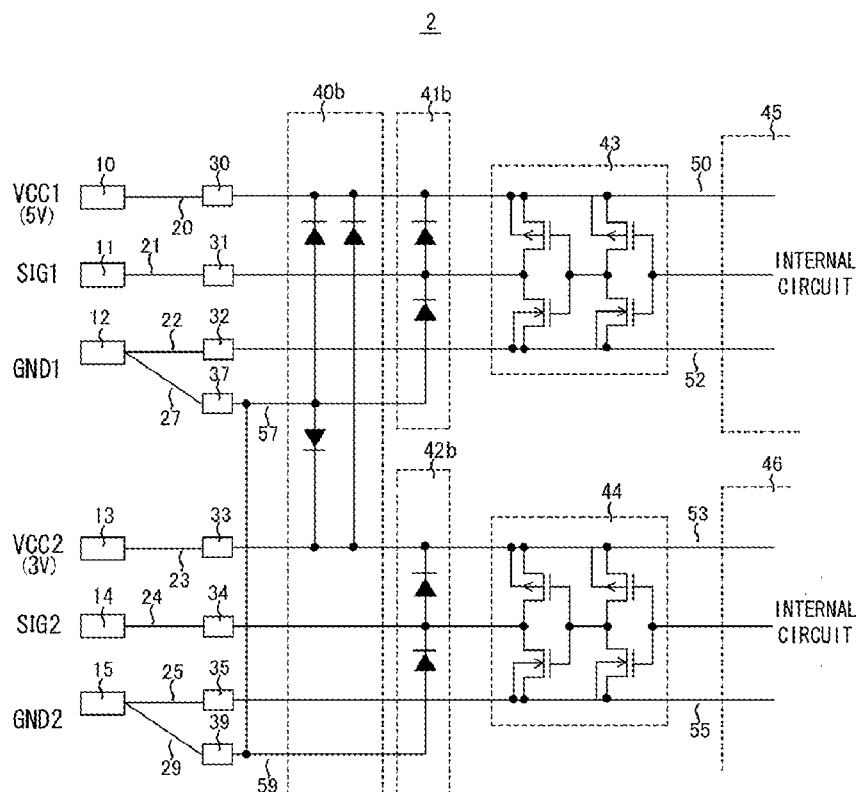 2
40b
41b
45
10
30
43
50
VCC1
(5V)
20
11
21
31
SIG1
INTERNAL
CIRCUIT
12
22
32
GND1
37
52
27
57
42b
46
44
13
33
53
VCC2
(3V)
23
14
24
34
SIG2
INTERNAL
CIRCUIT
15
25
35
GND2
39
55
29
59